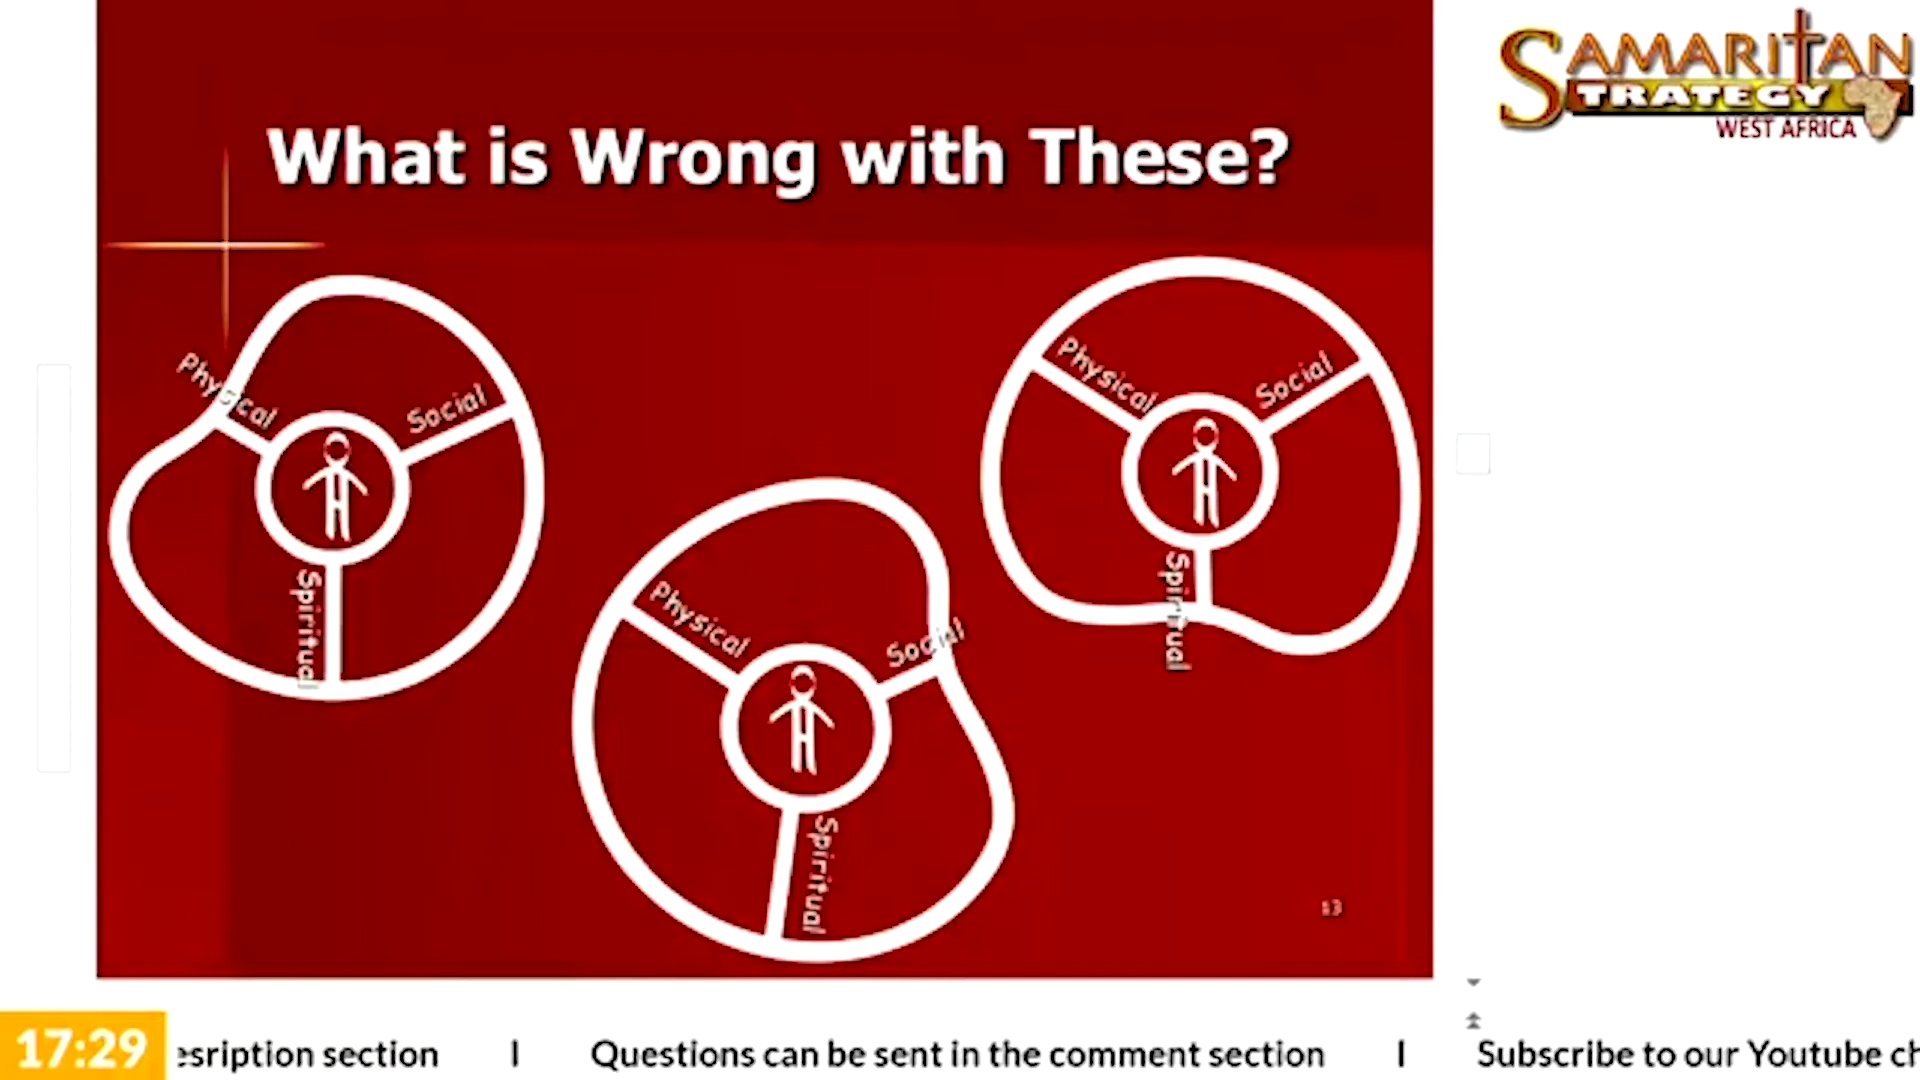 SAMARITAN
STRATEGY
WEST AFRICA
What is Wrong with These?
Physical
Social
Spiritual
Physical
Social
Spiritual
Physical
Social
Spiritual
13
17:29
esription section | Questions can be sent in the comment section | Subscribe to our Youtube ch